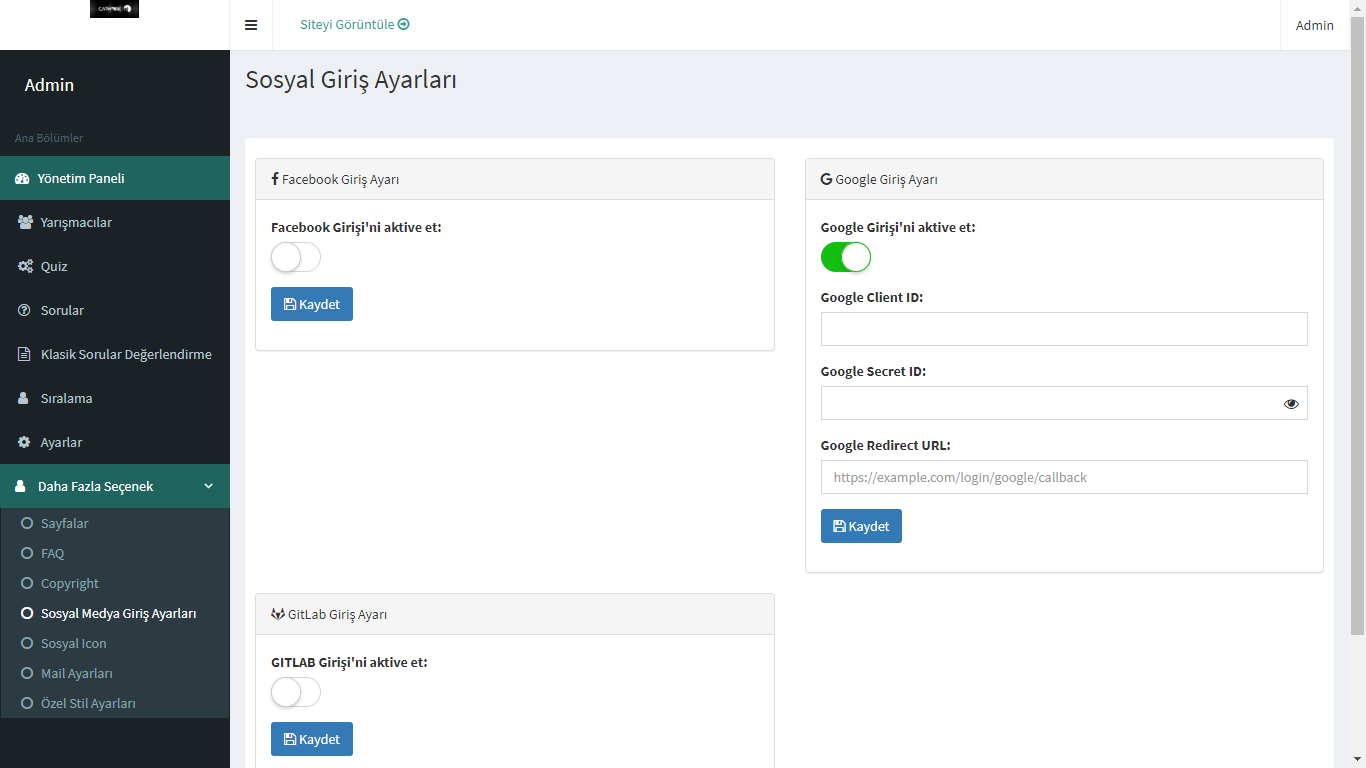 CATWORK
Siteyi Görüntüle
Admin
Admin
Ana Bölümler
Yönetim Paneli
Yarışmacılar
Quiz
Sorular
Klasik Sorular Değerlendirme
Sıralama
Ayarlar
Daha Fazla Seçenek
Sayfalar
FAQ
Copyright
Sosyal Medya Giriş Ayarları
Sosyal Icon
Mail Ayarları
Özel Stil Ayarları
Sosyal Giriş Ayarları
Facebook Giriş Ayarı
Facebook Girişi'ni aktive et:
Kaydet
Google Giriş Ayarı
Google Girişi'ni aktive et:
Google Client ID:
Google Secret ID:
Google Redirect URL:
https://example.com/login/google/callback
Kaydet
GitLab Giriş Ayarı
GITLAB Girişi'ni aktive et:
Kaydet